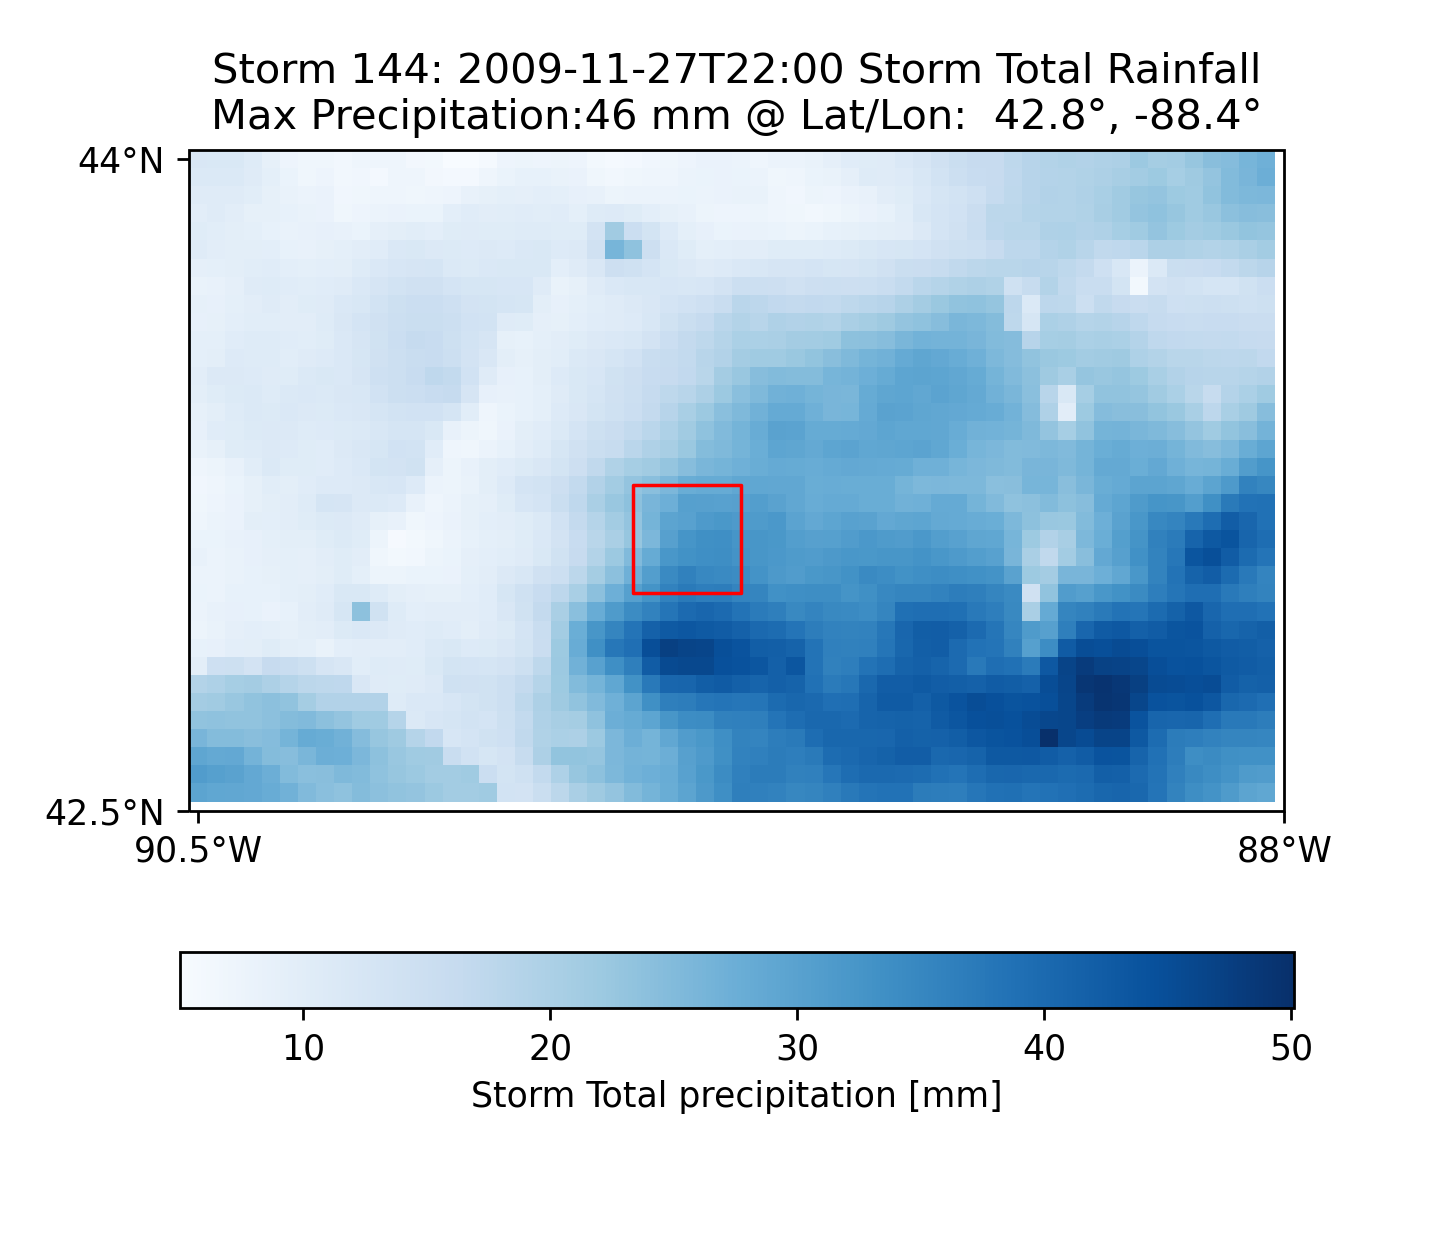 Storm 144: 2009-11-27T22:00 Storm Total Rainfall
Max Precipitation:46 mm @ Lat/Lon:  42.8°, -88.4°
44°N
42.5°N
90.5°W 88°W
10 20 30 40 50
Storm Total precipitation [mm]